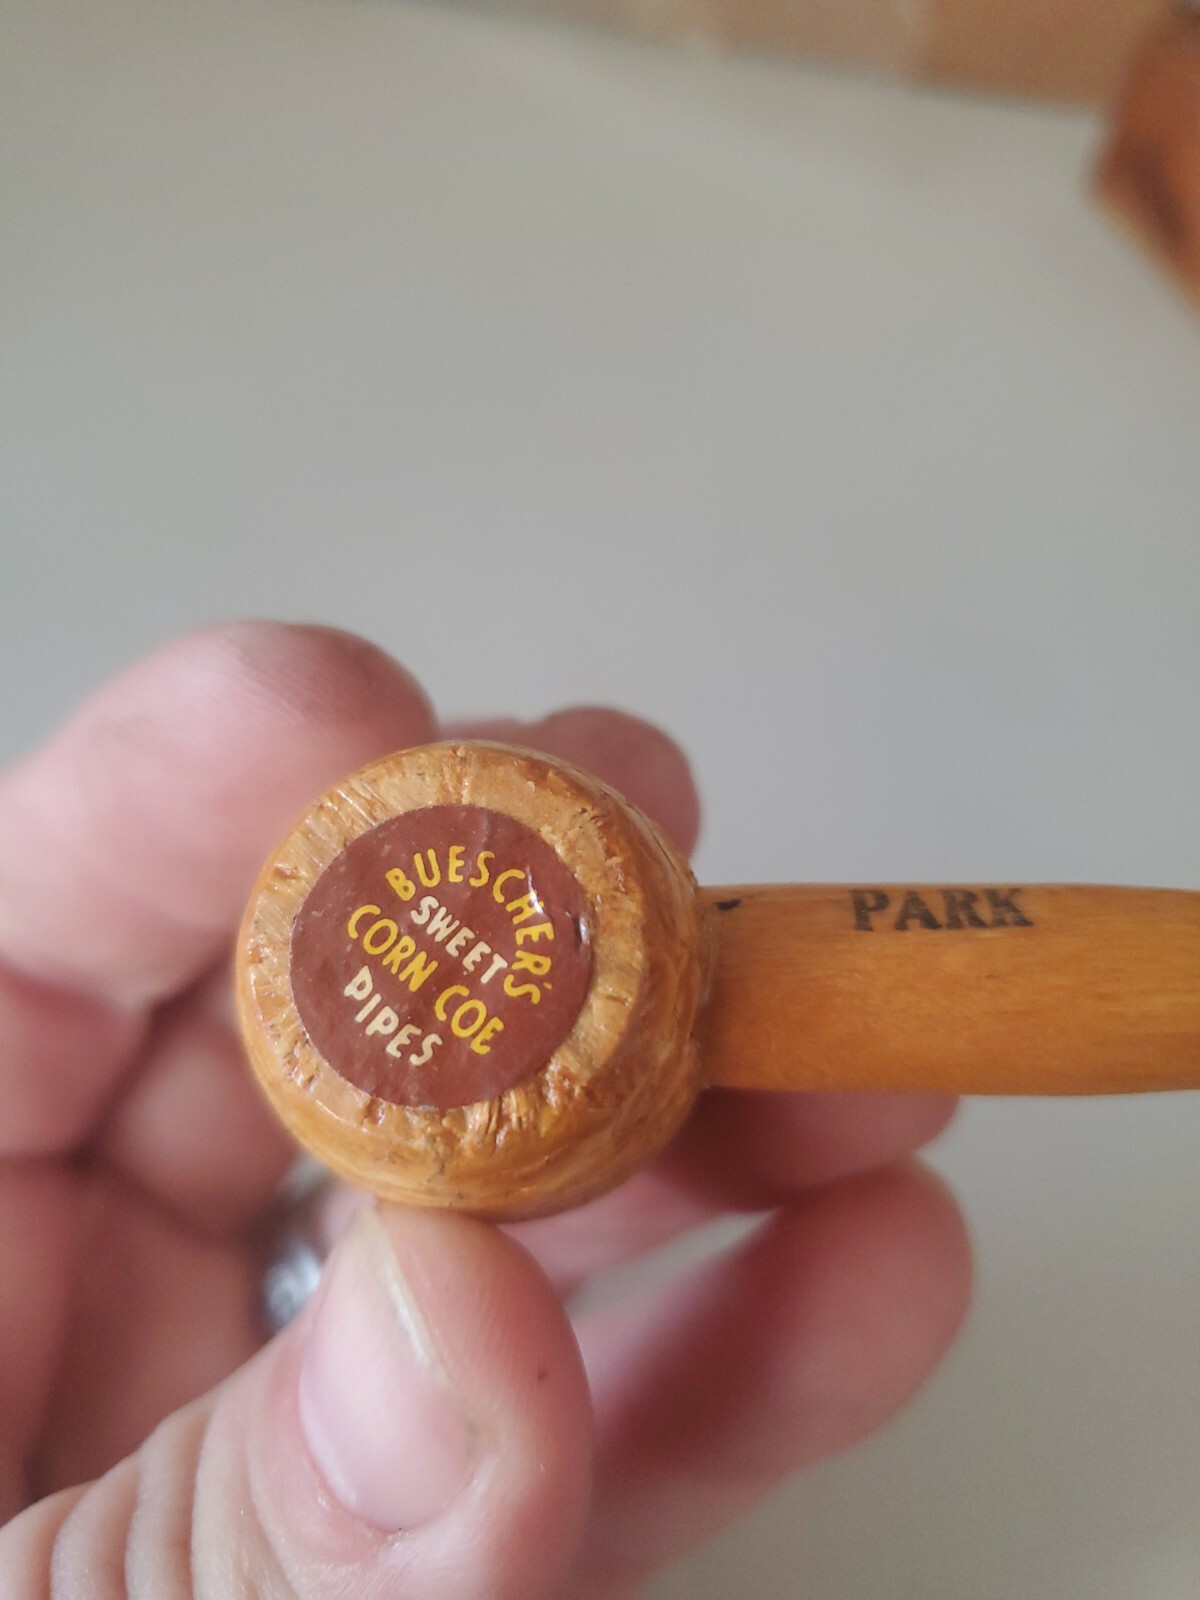 BUESCHER'S
SWEET
CORN COE
PIPES
PARK